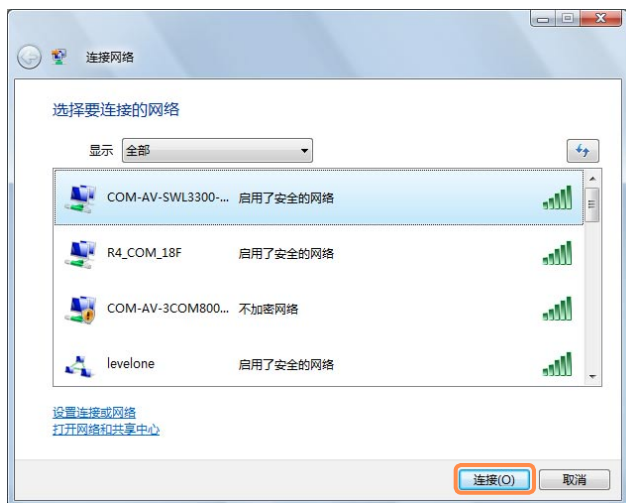 连接网络
选择要连接的网络
显示 全部
COM-AV-SWL3300-... 启用了安全的网络
R4_COM_18F 启用了安全的网络
COM-AV-3COM800... 不加密网络
levelone 启用了安全的网络
设置连接或网络
打开网络和共享中心
连接(O) 取消